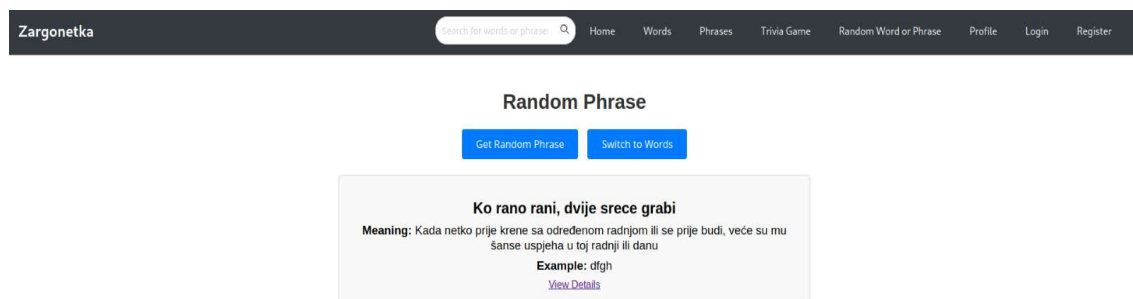 Zargonetka
Search for words or phrase
Home
Words
Phrases
Trivia Game
Random Word or Phrase
Profile
Login
Register
Random Phrase
Get Random Phrase
Switch to Words
Ko rano rani, dvije srece grabi
Meaning: Kada netko prije krene sa određenom radnjom ili se prije budi, veće su mu
šanse uspjeha u toj radnji ili danu
Example: dfgh
View Details